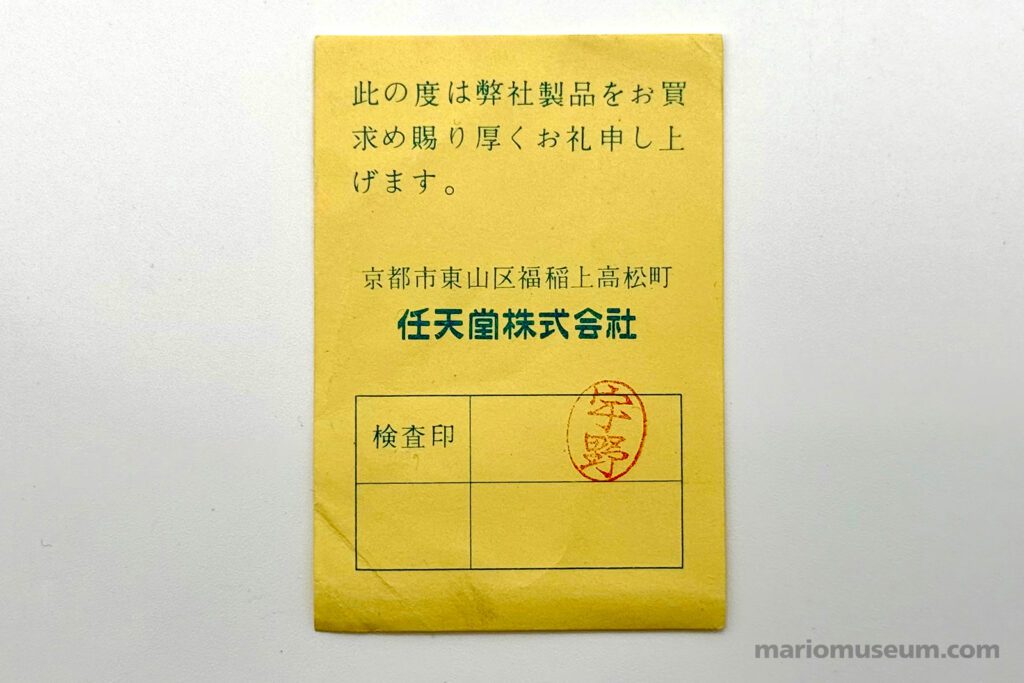 此の度は弊社製品をお買
求め賜り厚くお礼申し上
げます。
京都市東山区福稲上高松町
任天堂株式会社
検査印
宇野
mariomuseum.com